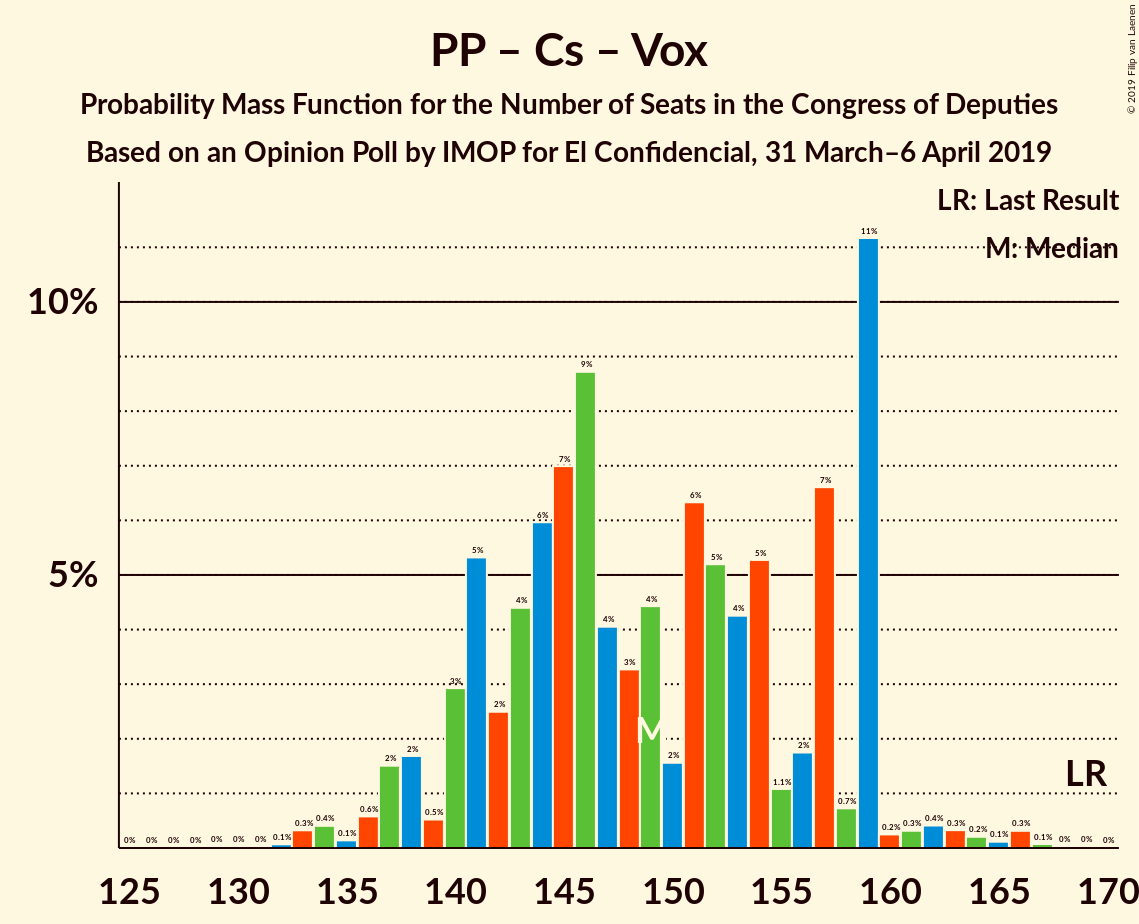 PP – Cs – Vox
Probability Mass Function for the Number of Seats in the Congress of Deputies
Based on an Opinion Poll by IMOP for El Confidencial, 31 March–6 April 2019
© 2019 Filip van Laenen
LR: Last Result
M: Median
10%
5%
0% 0% 0% 0% 0% 0% 0% 0.1% 0.3% 0.4% 0.1% 0.6% 2% 2% 0.5% 3% 5% 2% 4% 6% 7% 9% 4% 3% 4% 2% 6% 5% 4% 5% 1.1% 2% 7% 0.7% 11% 0.2% 0.3% 0.4% 0.3% 0.2% 0.1% 0.3% 0.1% 0% 0% 0%
M
LR
125 130 135 140 145 150 155 160 165 170